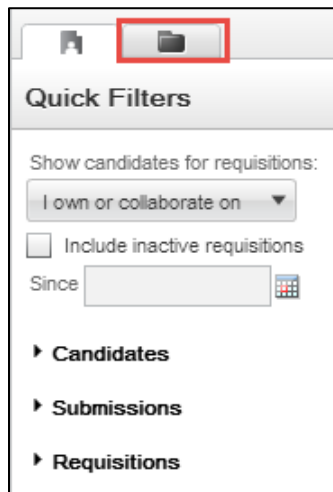 Quick Filters
Show candidates for requisitions:
I own or collaborate on
Include inactive requisitions
Since
Candidates
Submissions
Requisitions